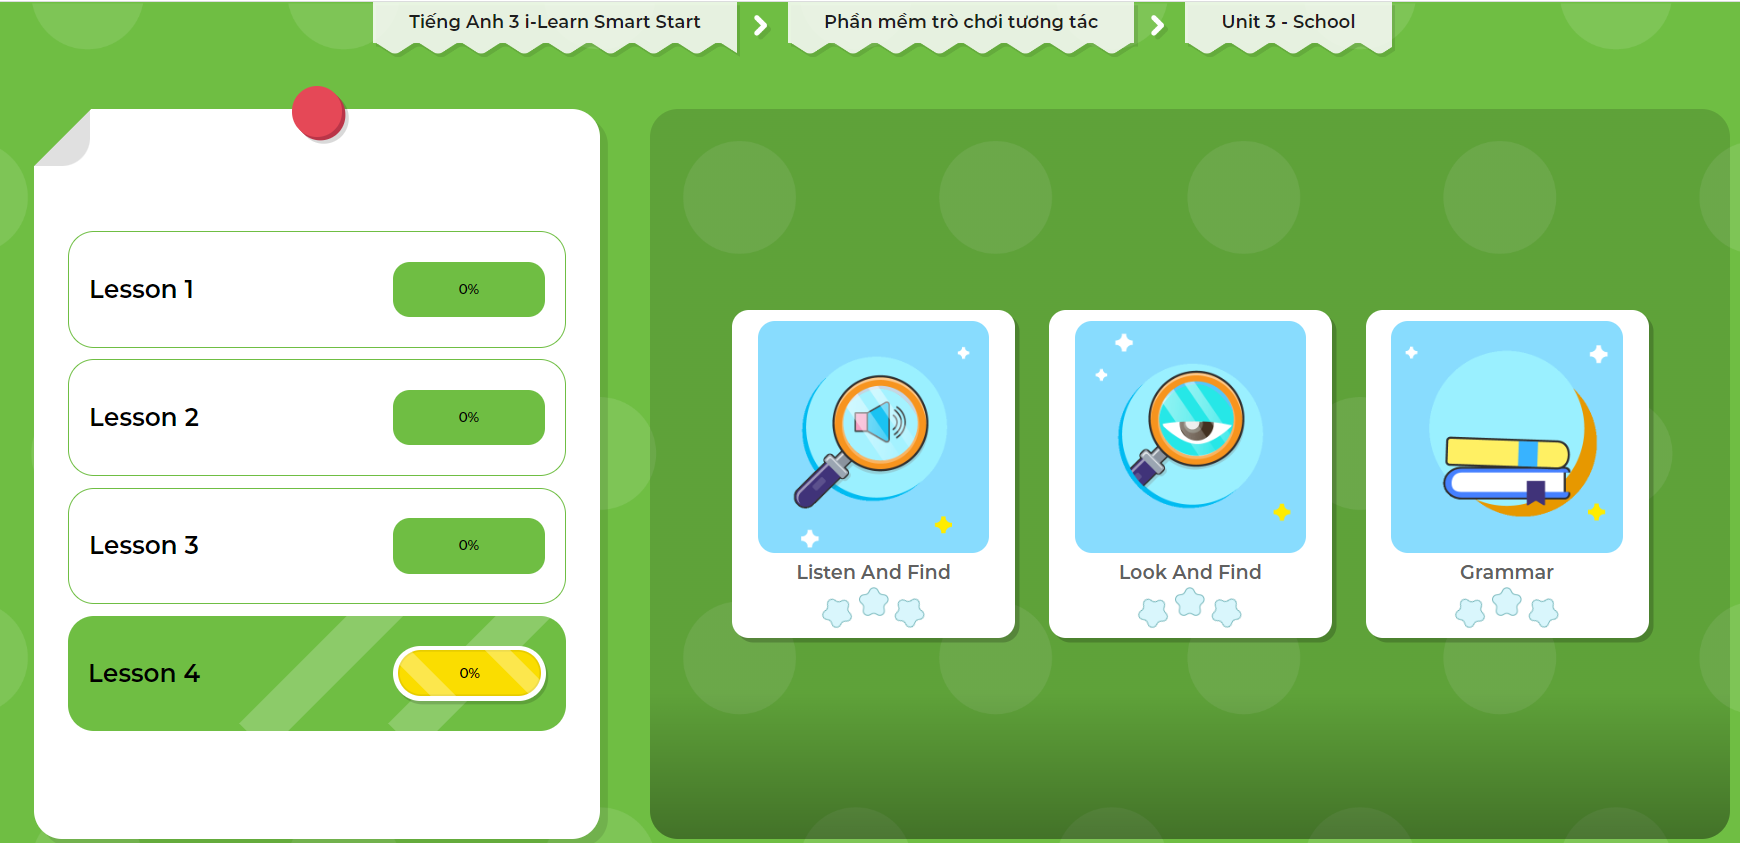 Tiếng Anh 3 i-Learn Smart Start
Phần mềm trò chơi tương tác
Unit 3 - School
Lesson 1
0%
Lesson 2
0%
Lesson 3
0%
Lesson 4
0%
Listen And Find
Look And Find
Grammar